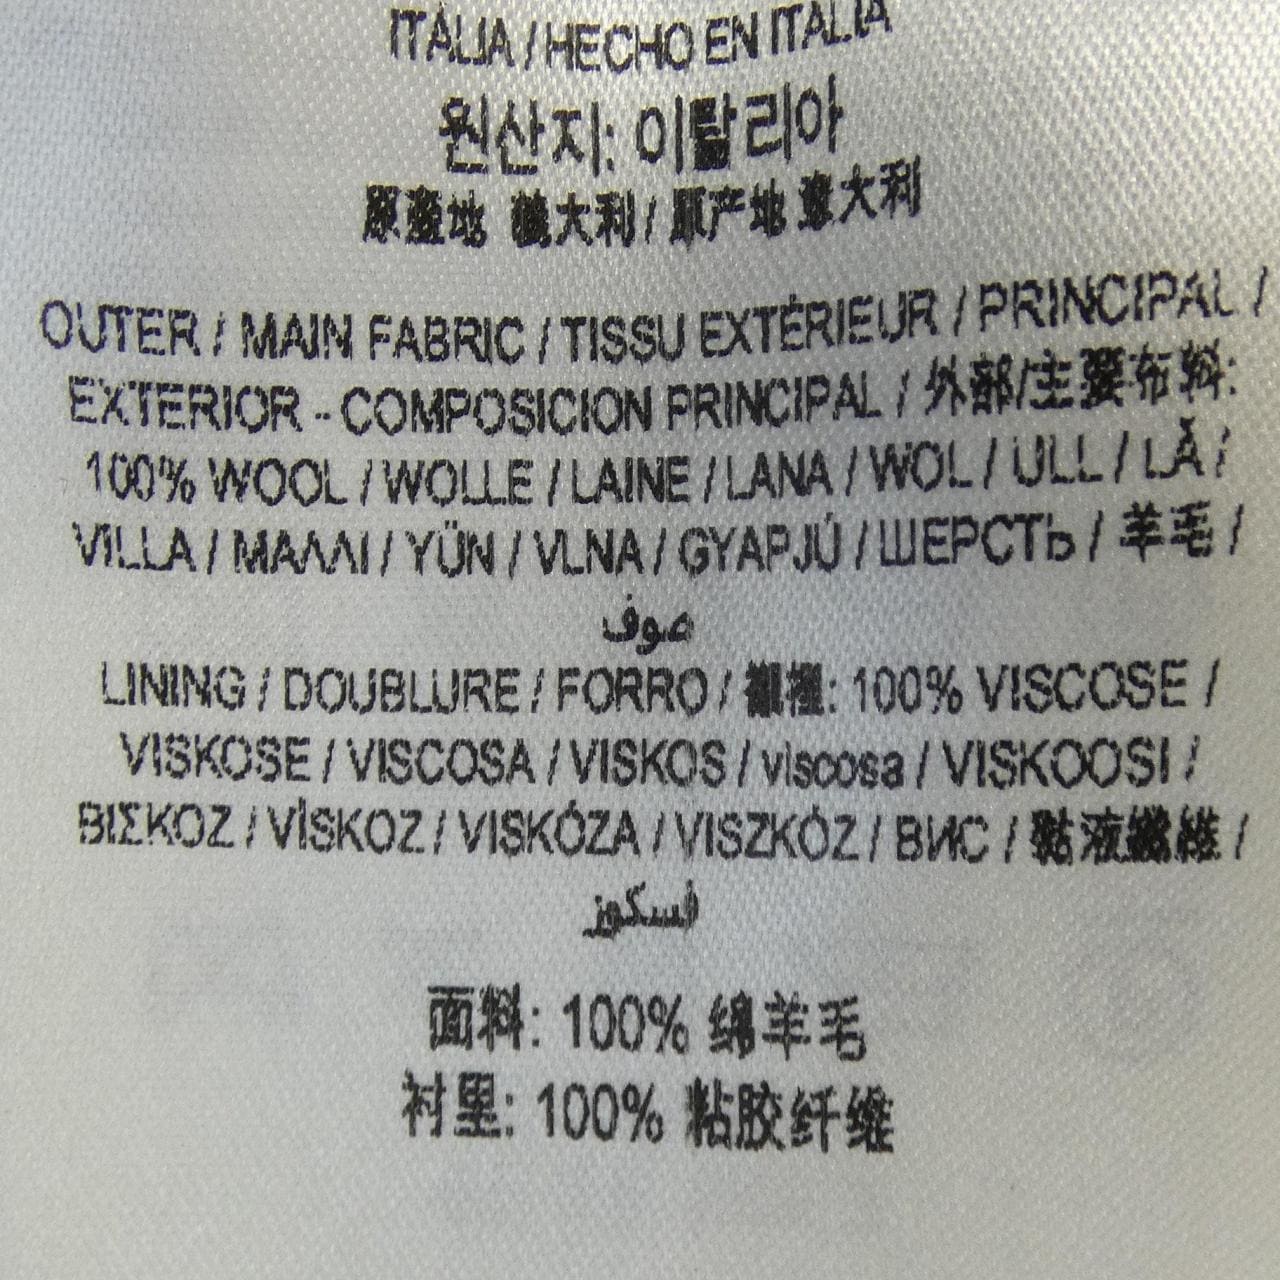 ITÁLIA / HECHO EN ITALIA
원산지: 이탈리아
原產地 義大利 / 原产地 意大利
OUTER / MAIN FABRIC / TISSU EXTÉRIEUR / PRINCIPAL /
EXTERIOR - COMPOSICION PRINCIPAL / 外部/主要布料:
100% WOOL / WOLLE / LAINE / LANA / WOL / ULL / LÃ /
VILLA / ΜΑΛΛΙ / YÜN / VLNA / GYAPJÚ / ШЕРСТЬ / 羊毛 /
صوف
LINING / DOUBLURE / FORRO / 襯裡: 100% VISCOSE /
VISKOSE / VISCOSA / VISKOS / viscosa / VISKOOSI /
ΒΙΣΚΟΖ / VİSKOZ / VISKÓZA / VISZKÓZ / ВИС / 黏液纖維 /
فسكوز
面料: 100% 绵羊毛
衬里: 100% 粘胶纤维